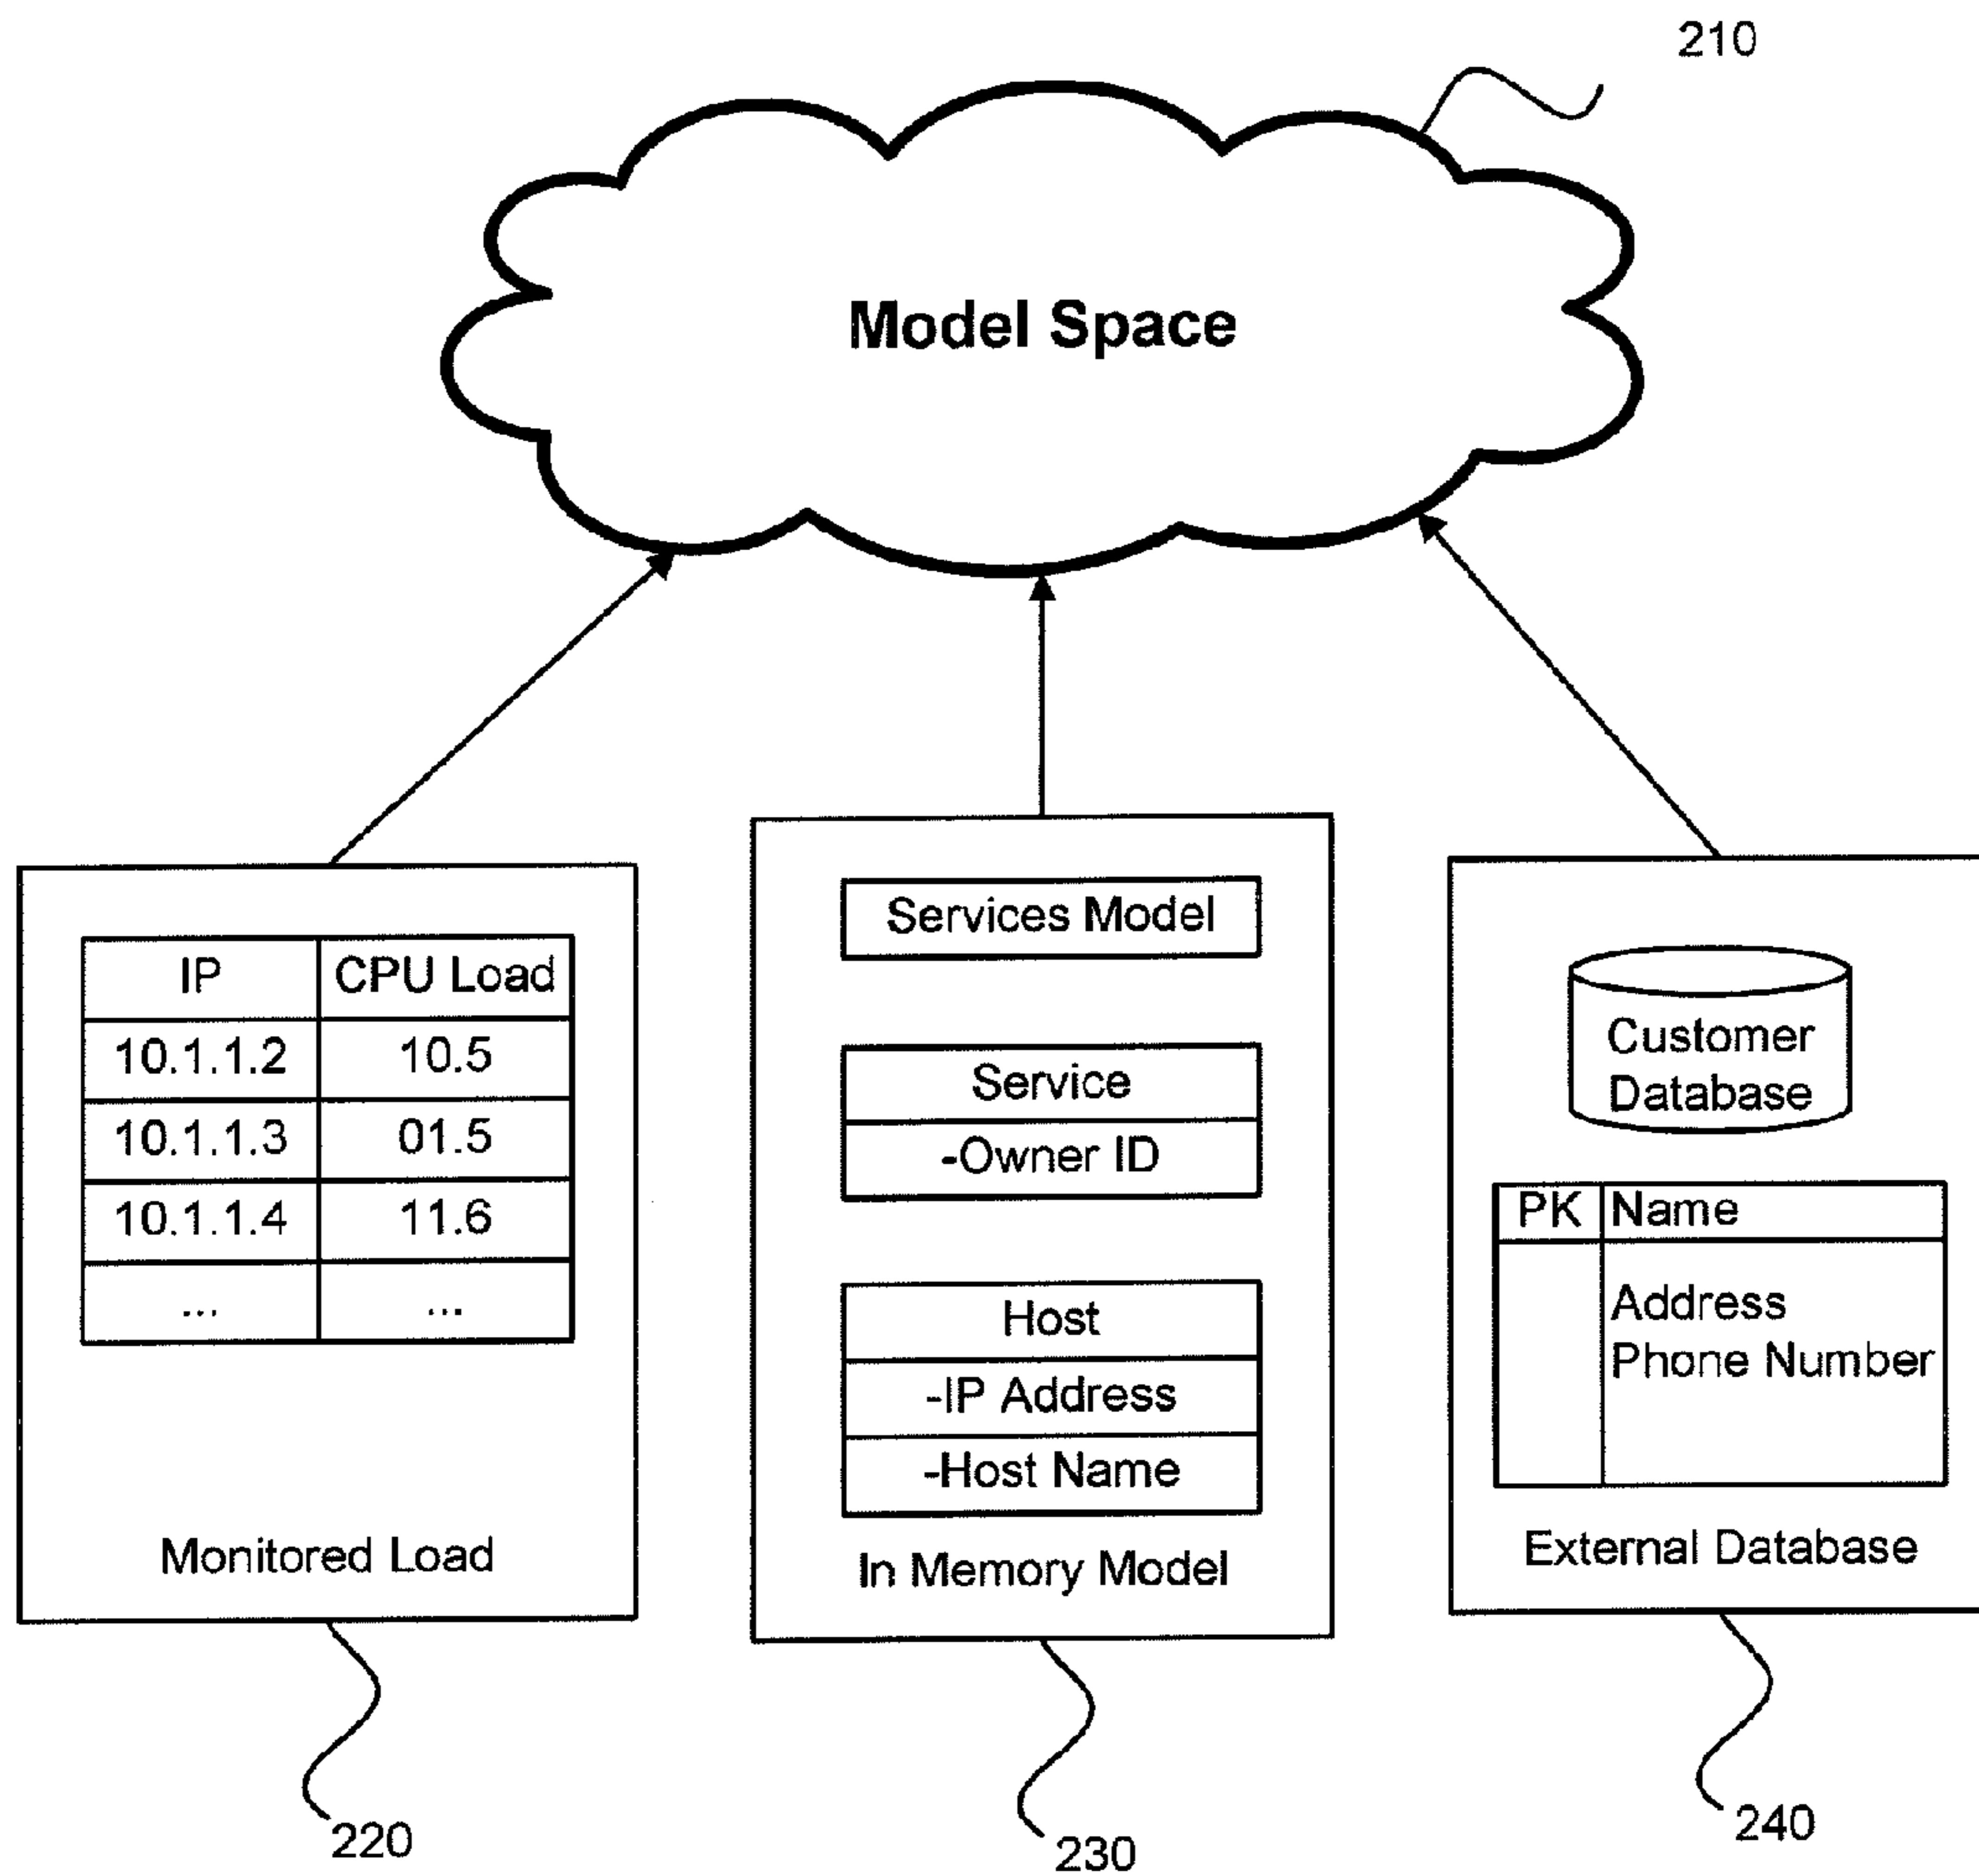 210
Model Space
IP CPU Load
10.1.1.2 10.5
10.1.1.3 01.5
10.1.1.4 11.6
... ...
Monitored Load
220
Services Model
Service
-Owner ID
Host
-IP Address
-Host Name
In Memory Model
230
Customer
Database
PK Name
Address
Phone Number
External Database
240